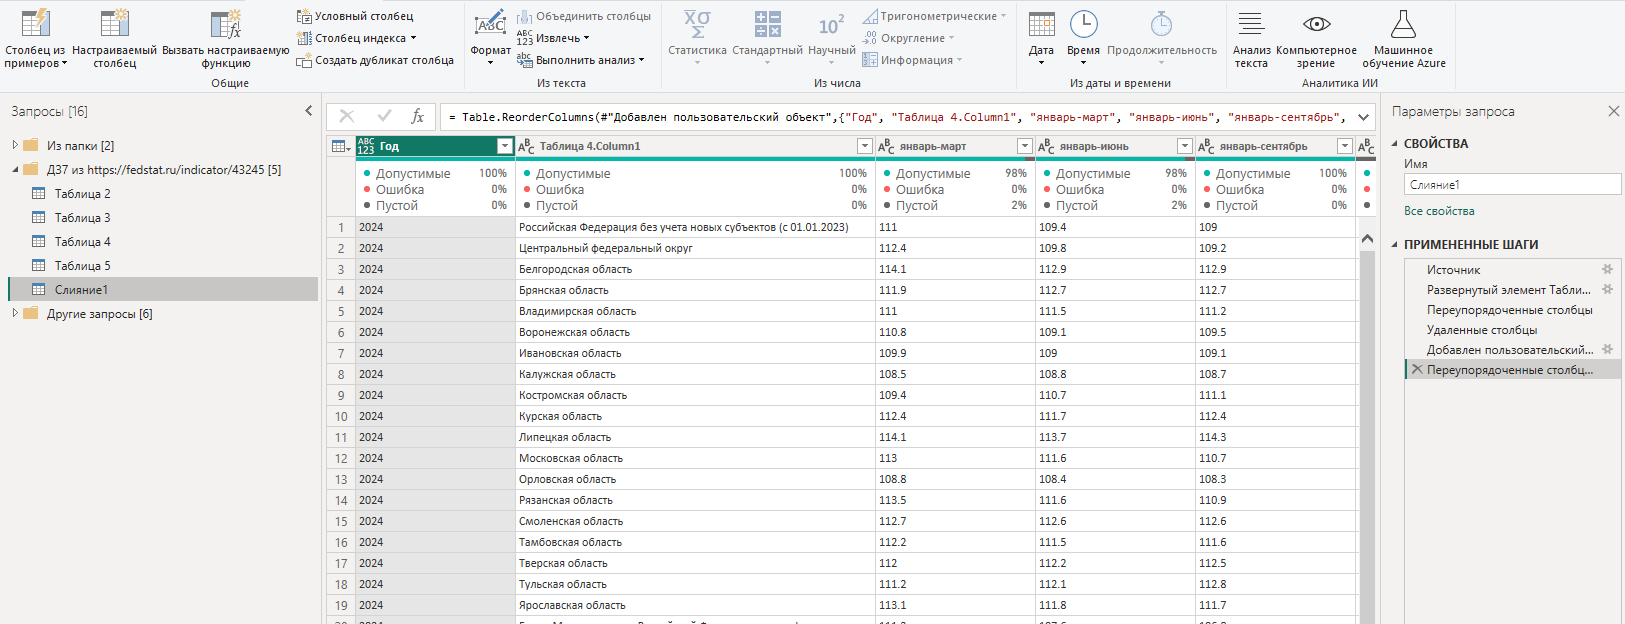 Столбец из примеров
Настраиваемый столбец
Вызвать настраиваемую функцию
Условный столбец
Столбец индекса
Создать дубликат столбца
Общие
Формат
Объединить столбцы
Извлечь
Выполнить анализ
Из текста
Статистика
Стандартный
10²
Научный
Тригонометрические
Округление
Информация
Из числа
Дата
Время
Продолжительность
Из даты и времени
Анализ текста
Компьютерное зрение
Машинное обучение Azure
Аналитика ИИ
Запросы [16]
Из папки [2]
ДЗ7 из https://fedstat.ru/indicator/43245 [5]
Таблица 2
Таблица 3
Таблица 4
Таблица 5
Слияние1
Другие запросы [6]
fx = Table.ReorderColumns(#"Добавлен пользовательский объект",{"Год", "Таблица 4.Column1", "январь-март", "январь-июнь", "январь-сентябрь",
ABC 123 Год ABC Таблица 4.Column1 ABC январь-март ABC январь-июнь ABC январь-сентябрь ABC
Допустимые 100% Допустимые 100% Допустимые 98% Допустимые 98% Допустимые 100%
Ошибка 0% Ошибка 0% Ошибка 0% Ошибка 0% Ошибка 0%
Пустой 0% Пустой 0% Пустой 2% Пустой 2% Пустой 0%
1 2024 Российская Федерация без учета новых субъектов (с 01.01.2023) 111 109.4 109
2 2024 Центральный федеральный округ 112.4 109.8 109.2
3 2024 Белгородская область 114.1 112.9 112.9
4 2024 Брянская область 111.9 112.7 112.7
5 2024 Владимирская область 111 111.5 111.2
6 2024 Воронежская область 110.8 109.1 109.5
7 2024 Ивановская область 109.9 109 109.1
8 2024 Калужская область 108.5 108.8 108.7
9 2024 Костромская область 109.4 110.7 111.1
10 2024 Курская область 112.4 111.7 112.4
11 2024 Липецкая область 114.1 113.7 114.3
12 2024 Московская область 113 111.6 110.7
13 2024 Орловская область 108.8 108.4 108.3
14 2024 Рязанская область 113.5 111.6 110.9
15 2024 Смоленская область 112.7 112.6 112.6
16 2024 Тамбовская область 112.2 111.5 111.6
17 2024 Тверская область 112 112.2 112.5
18 2024 Тульская область 111.2 112.1 112.8
19 2024 Ярославская область 113.1 111.8 111.7
Параметры запроса
СВОЙСТВА
Имя
Слияние1
Все свойства
ПРИМЕНЕННЫЕ ШАГИ
Источник
Развернутый элемент Табли...
Переупорядоченные столбцы
Удаленные столбцы
Добавлен пользовательский...
Переупорядоченные столбц...